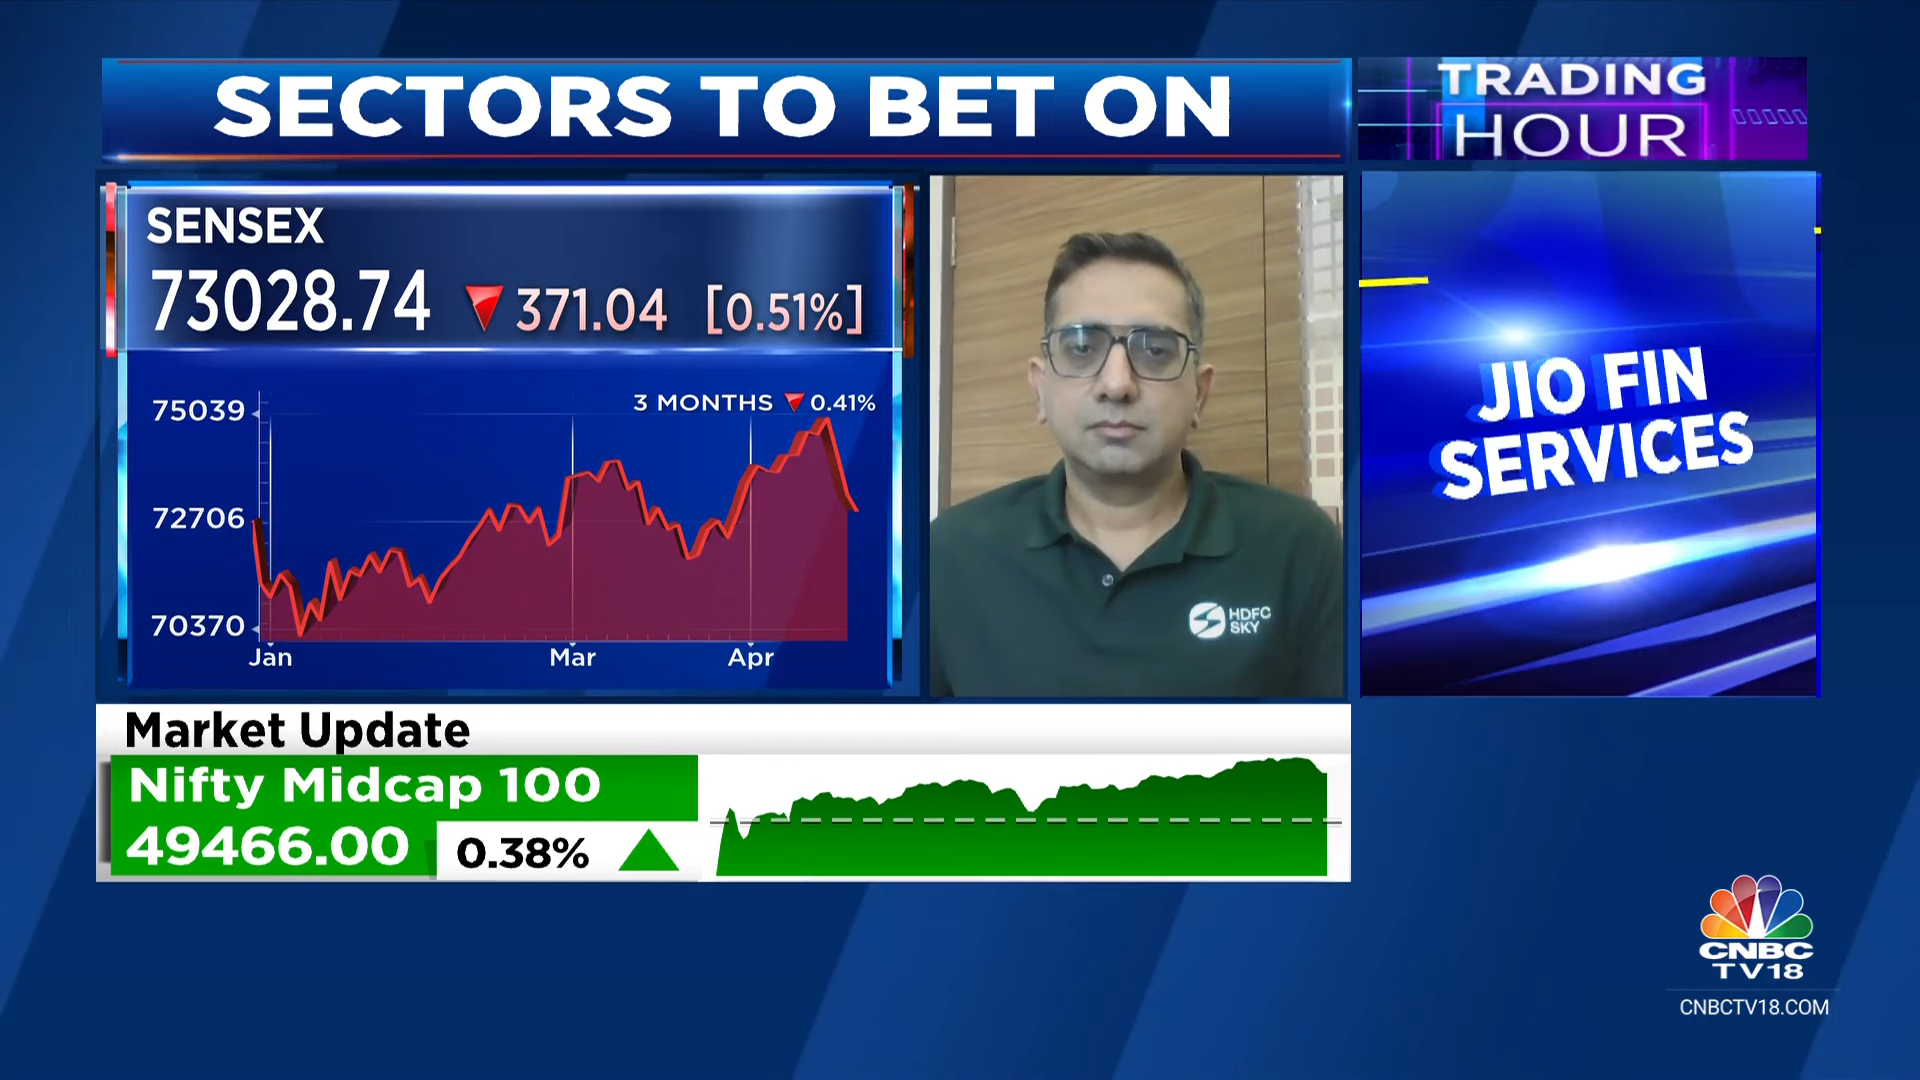 SECTORS TO BET ON
TRADING
HOUR
SENSEX
73028.74 ▼ 371.04 [0.51%]
3 MONTHS ▼ 0.41%
75039
72706
70370
Jan Mar Apr
HDFC
SKY
JIO FIN
SERVICES
Market Update
Nifty Midcap 100
49466.00 0.38% ▲
CNBC
TV18
CNBCTV18.COM